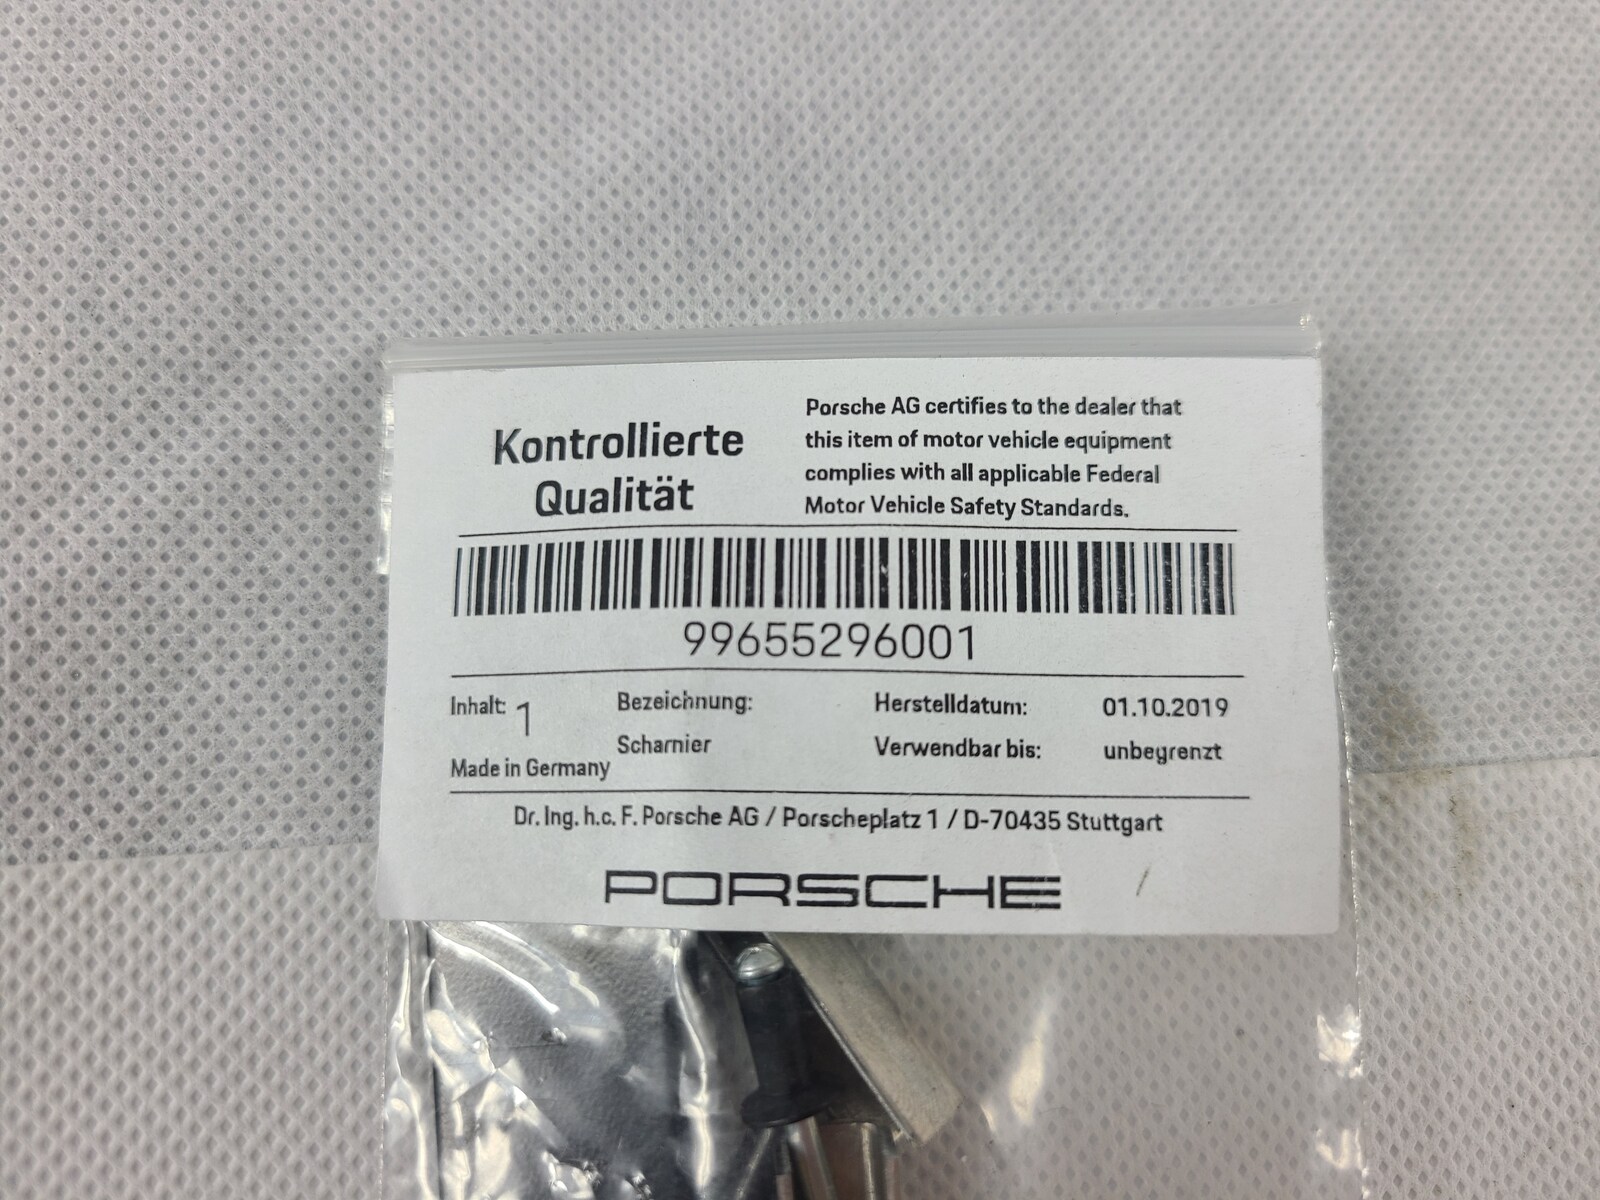 Kontrollierte
Qualität
Porsche AG certifies to the dealer that
this item of motor vehicle equipment
complies with all applicable Federal
Motor Vehicle Safety Standards.
99655296001
Inhalt: 1
Made in Germany
Bezeichnung:
Scharnier
Herstelldatum: 01.10.2019
Verwendbar bis: unbegrenzt
Dr. Ing. h.c. F. Porsche AG / Porscheplatz 1 / D-70435 Stuttgart
PORSCHE